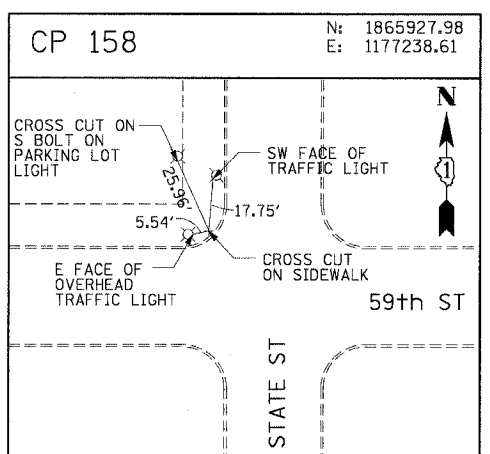 CP 158
N: 1865927.98
E: 1177238.61
N
1
CROSS CUT ON
S BOLT ON
PARKING LOT
LIGHT
25.96'
SW FACE OF
TRAFFIC LIGHT
17.75'
5.54'
CROSS CUT
ON SIDEWALK
E FACE OF
OVERHEAD
TRAFFIC LIGHT
59th ST
STATE ST